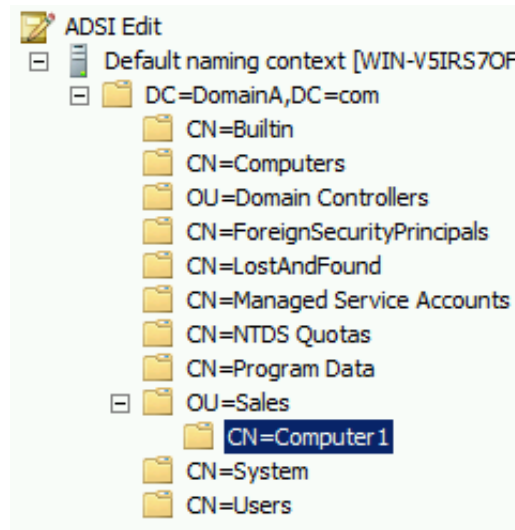 ADSI Edit
Default naming context [WIN-V5IRS7OF
DC=DomainA,DC=com
CN=Builtin
CN=Computers
OU=Domain Controllers
CN=ForeignSecurityPrincipals
CN=LostAndFound
CN=Managed Service Accounts
CN=NTDS Quotas
CN=Program Data
OU=Sales
CN=Computer1
CN=System
CN=Users